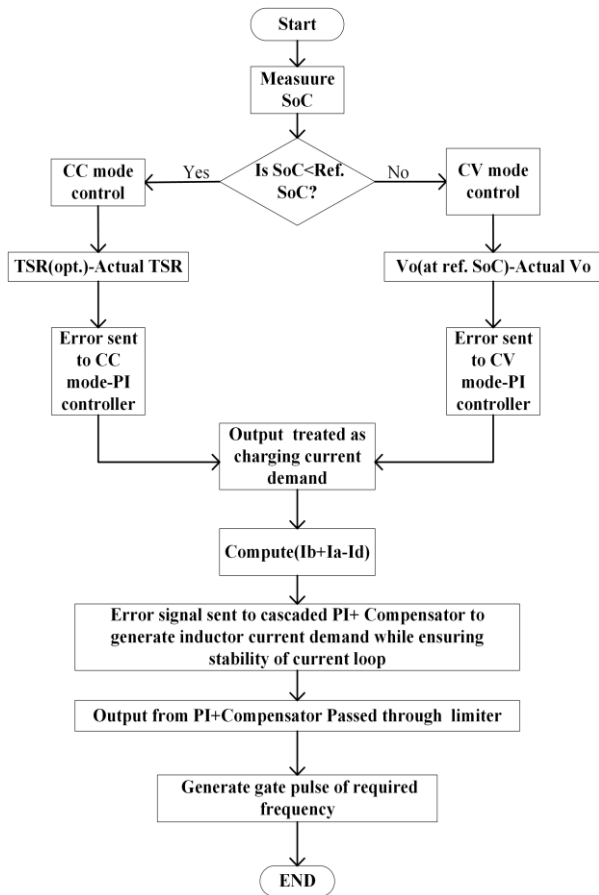 Start
Measuure
SoC
Is SoC<Ref.
SoC?
Yes
No
CC mode
control
CV mode
control
TSR(opt.)-Actual TSR
Vo(at ref. SoC)-Actual Vo
Error sent
to CC
mode-PI
controller
Error sent
to CV
mode-PI
controller
Output treated as
charging current
demand
Compute(Ib+Ia-Id)
Error signal sent to cascaded PI+ Compensator to
generate inductor current demand while ensuring
stability of current loop
Output from PI+Compensator Passed through limiter
Generate gate pulse of required
frequency
END